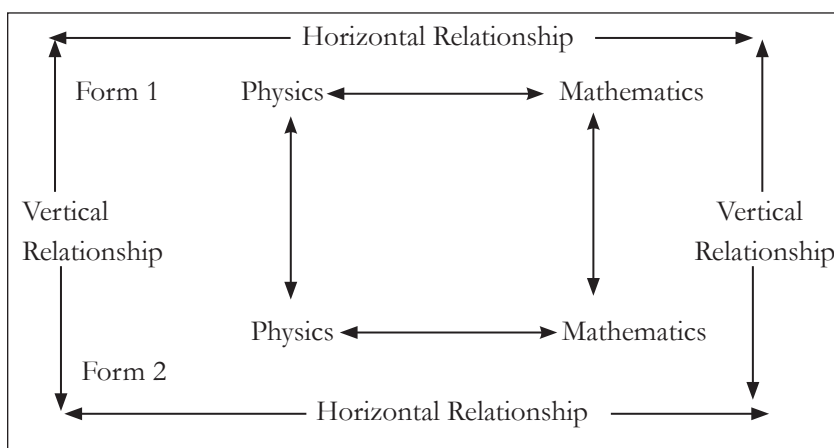 Horizontal Relationship
Form 1 Physics Mathematics
Vertical
Relationship
Vertical
Relationship
Physics Mathematics
Form 2
Horizontal Relationship